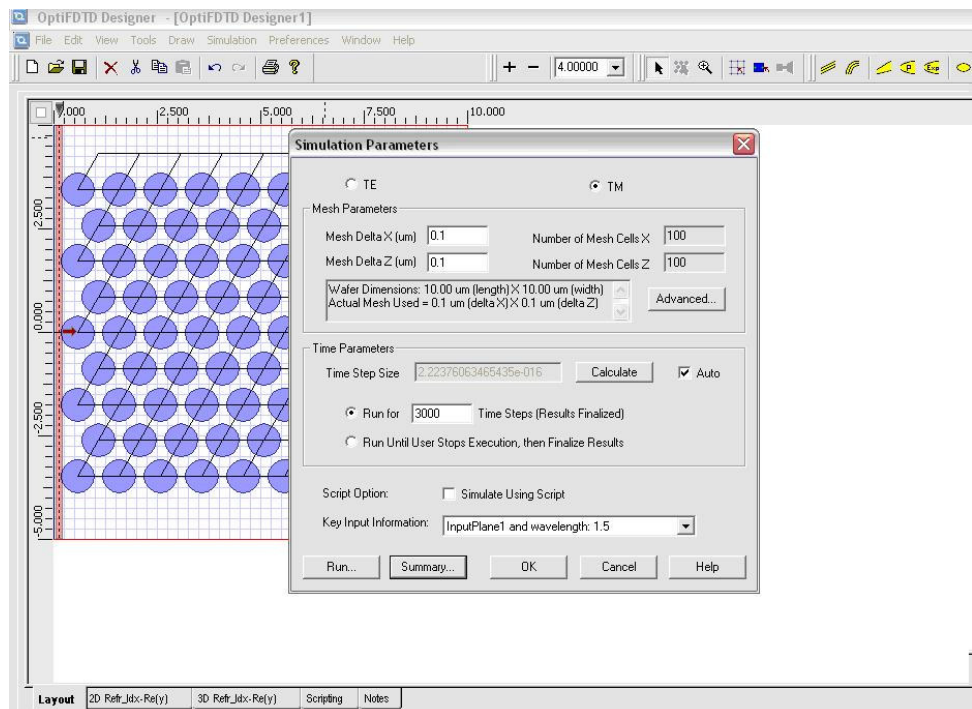 OptiFDTD Designer - [OptiFDTD Designer1]
File Edit View Tools Draw Simulation Preferences Window Help
4.00000
0.000 2.500 5.000 7.500 10.000
Simulation Parameters
TE TM
Mesh Parameters
Mesh Delta X (um) 0.1 Number of Mesh Cells X 100
Mesh Delta Z (um) 0.1 Number of Mesh Cells Z 100
Wafer Dimensions: 10.00 um (length) X 10.00 um (width)
Actual Mesh Used = 0.1 um (delta X) X 0.1 um (delta Z)
Advanced...
2.500
0.000
-2.500
-5.000
Time Parameters
Time Step Size 2.22376063465435e-016 Calculate Auto
Run for 3000 Time Steps (Results Finalized)
Run Until User Stops Execution, then Finalize Results
Script Option: Simulate Using Script
Key Input Information: InputPlane1 and wavelength: 1.5
Run... Summary... OK Cancel Help
Layout 2D Refr_Idx-Re(y) 3D Refr_Idx-Re(y) Scripting Notes